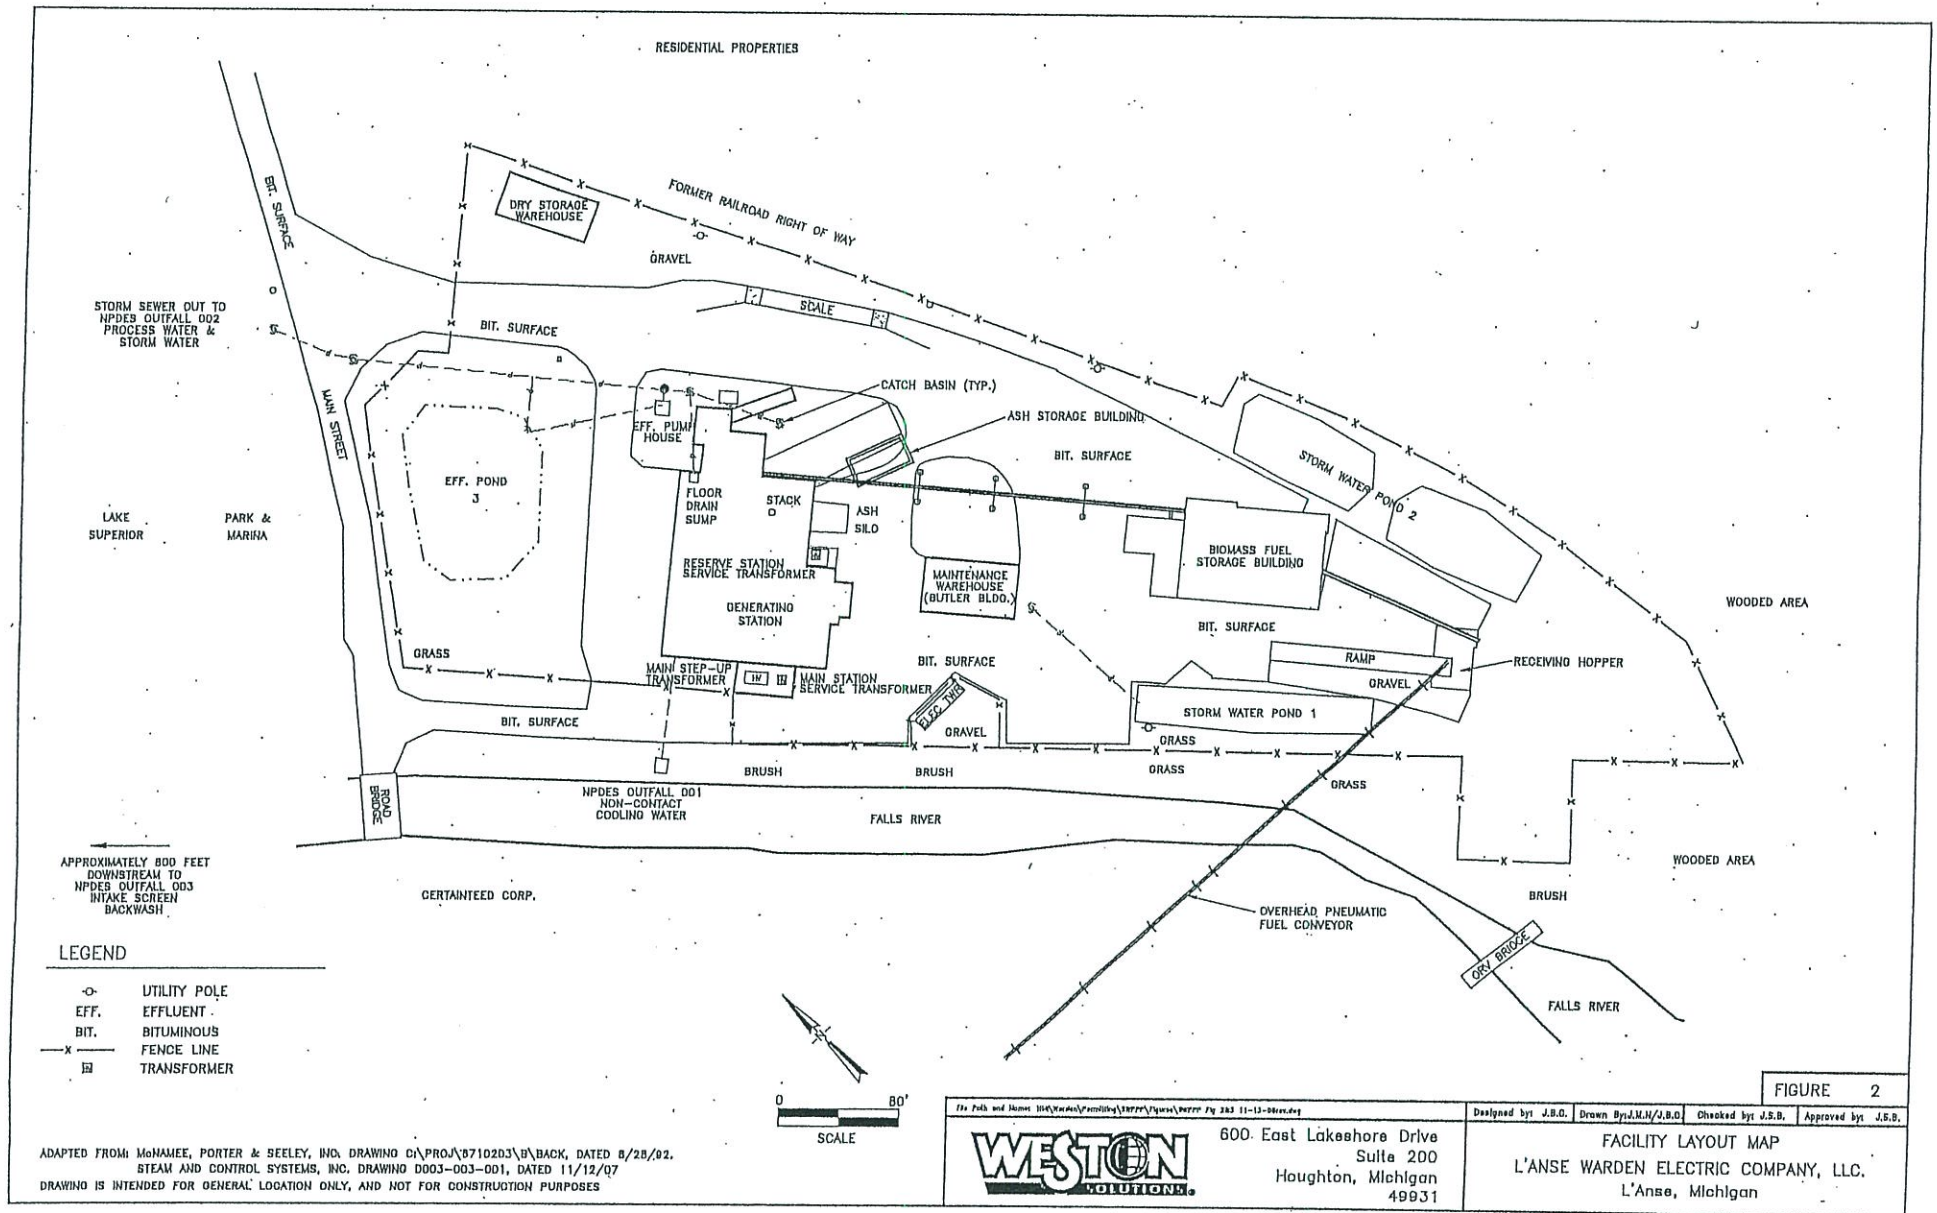 RESIDENTIAL PROPERTIES
BIT. SURFACE
DRY STORAGE
WAREHOUSE
FORMER RAILROAD RIGHT OF WAY
GRAVEL
SCALE
STORM SEWER OUT TO
NPDES OUTFALL 002
PROCESS WATER &
STORM WATER
BIT. SURFACE
MAIN STREET
CATCH BASIN (TYP.)
ASH STORAGE BUILDING
EFF. PUMP
HOUSE
BIT. SURFACE
STORM WATER POND 2
EFF. POND
3
FLOOR
DRAIN
SUMP
STACK
ASH
SILO
LAKE
SUPERIOR
PARK &
MARINA
BIOMASS FUEL
STORAGE BUILDING
RESERVE STATION
SERVICE TRANSFORMER
MAINTENANCE
WAREHOUSE
(BUTLER BLDG.)
GENERATING
STATION
WOODED AREA
BIT. SURFACE
GRASS
MAIN STEP-UP
TRANSFORMER
MAIN STATION
SERVICE TRANSFORMER
BIT. SURFACE
RAMP
RECEIVING HOPPER
GRAVEL
ELEC TWR
STORM WATER POND 1
BIT. SURFACE
GRAVEL
GRASS
BRUSH
BRUSH
GRASS
GRASS
ROAD
BRIDGE
NPDES OUTFALL 001
NON-CONTACT
COOLING WATER
FALLS RIVER
APPROXIMATELY 800 FEET
DOWNSTREAM TO
NPDES OUTFALL 003
INTAKE SCREEN
BACKWASH
WOODED AREA
CERTAINTEED CORP.
BRUSH
OVERHEAD PNEUMATIC
FUEL CONVEYOR
ORV BRIDGE
FALLS RIVER
LEGEND
UTILITY POLE
EFF. EFFLUENT
BIT. BITUMINOUS
X FENCE LINE
TRANSFORMER
0 80'
SCALE
FIGURE 2
Designed by: J.B.O. Drawn By: J.M.N/J.B.O. Checked by: J.S.B. Approved by: J.S.B.
WESTON
SOLUTIONS
600 East Lakeshore Drive
Suite 200
Houghton, Michigan
49931
FACILITY LAYOUT MAP
L'ANSE WARDEN ELECTRIC COMPANY, LLC.
L'Anse, Michigan
ADAPTED FROM: McNAMEE, PORTER & SEELEY, INC. DRAWING C:\PROJ\8710203\B\BACK, DATED 8/28/92.
STEAM AND CONTROL SYSTEMS, INC. DRAWING D003-003-001, DATED 11/12/07
DRAWING IS INTENDED FOR GENERAL LOCATION ONLY, AND NOT FOR CONSTRUCTION PURPOSES